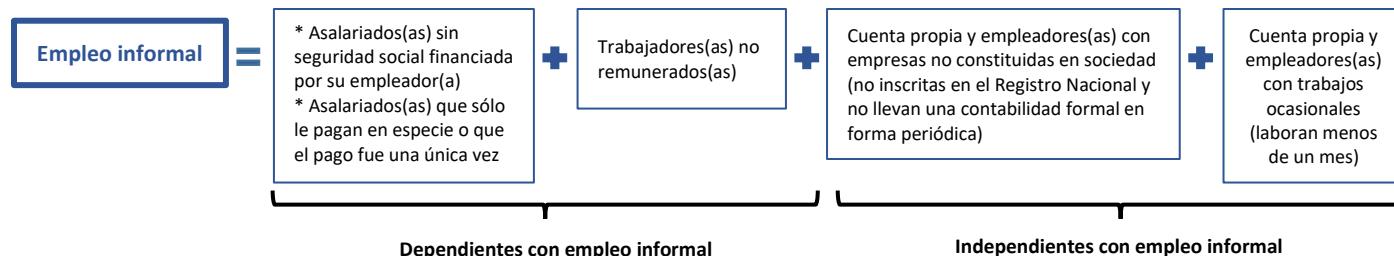 Empleo informal
* Asalariados(as) sin
seguridad social financiada
por su empleador(a)
* Asalariados(as) que sólo
le pagan en especie o que
el pago fue una única vez
Trabajadores(as) no
remunerados(as)
Cuenta propia y empleadores(as) con
empresas no constituidas en sociedad
(no inscritas en el Registro Nacional y
no llevan una contabilidad formal en
forma periódica)
Cuenta propia y
empleadores(as)
con trabajos
ocasionales
(laboran menos
de un mes)
Dependientes con empleo informal
Independientes con empleo informal